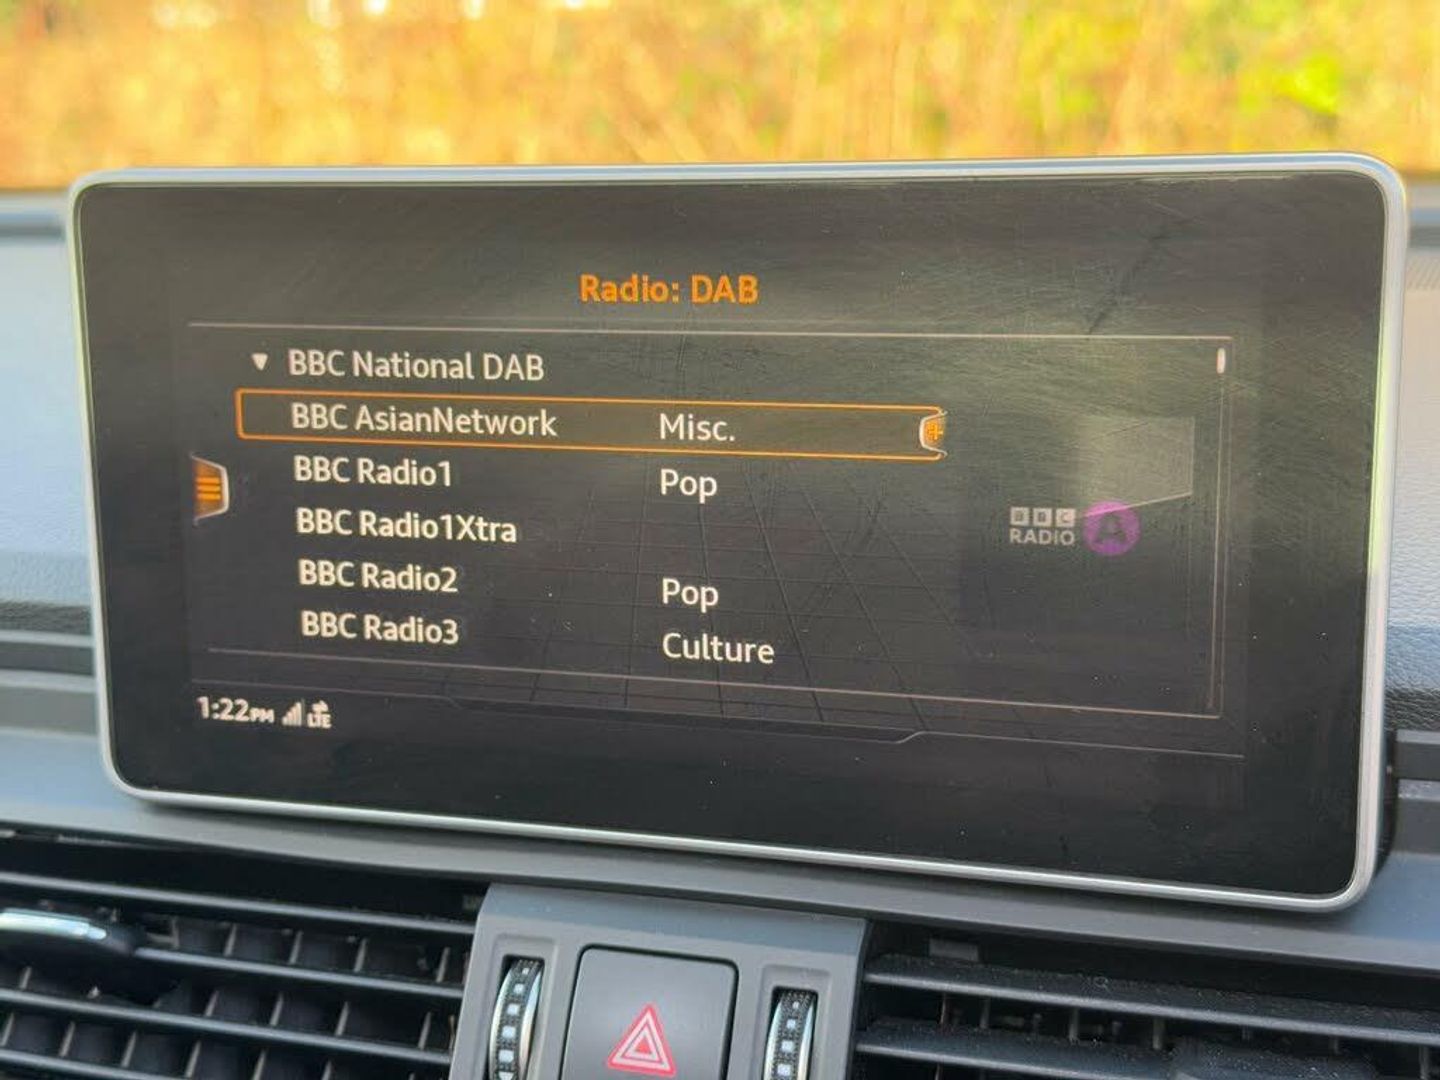 Radio: DAB
BBC National DAB
BBC AsianNetwork Misc.
BBC Radio1 Pop
BBC Radio1Xtra
BBC Radio2 Pop
BBC Radio3 Culture
BBC
RADIO A
1:22PM LTE